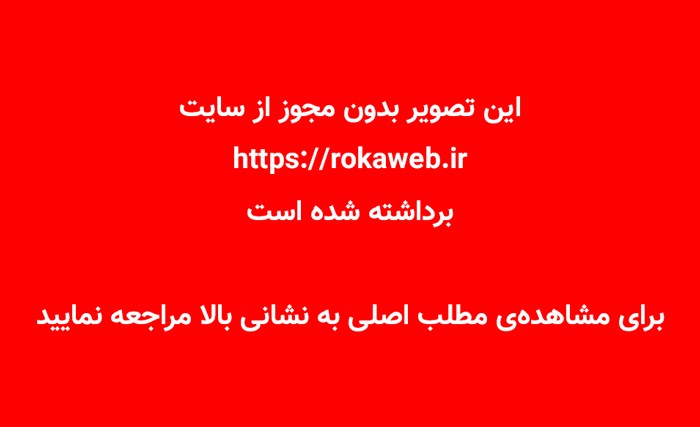 این تصویر بدون مجوز از سایت
https://rokaweb.ir
برداشته شده است
برای مشاهده‌ی مطلب اصلی به نشانی بالا مراجعه نمایید